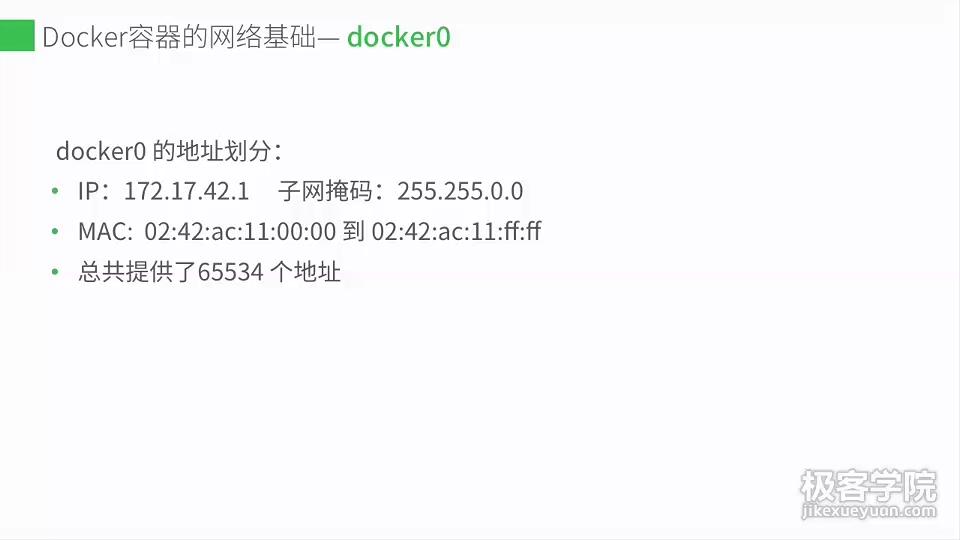 Docker容器的网络基础— docker0
docker0 的地址划分：
• IP：172.17.42.1 子网掩码：255.255.0.0
• MAC: 02:42:ac:11:00:00 到 02:42:ac:11:ff:ff
• 总共提供了65534 个地址
极客学院
jikexueyuan.com